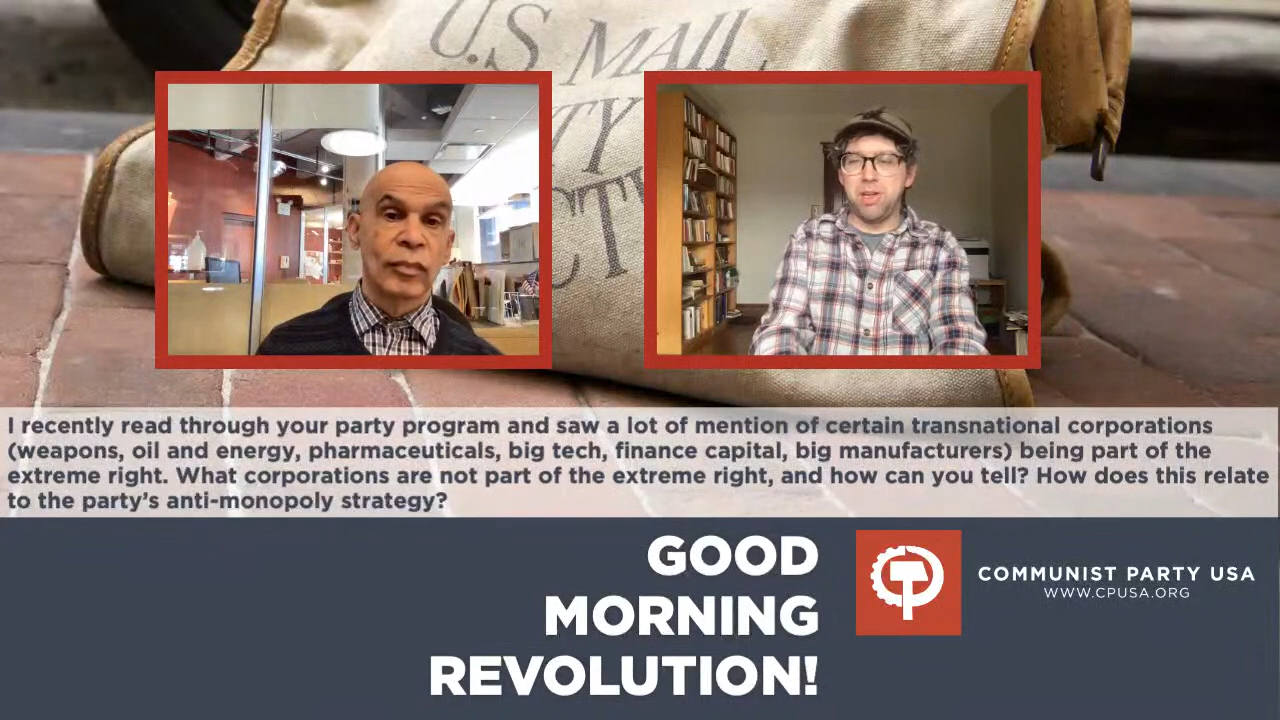 U.S MAIL
TY
CT
I recently read through your party program and saw a lot of mention of certain transnational corporations
(weapons, oil and energy, pharmaceuticals, big tech, finance capital, big manufacturers) being part of the
extreme right. What corporations are not part of the extreme right, and how can you tell? How does this relate
to the party’s anti-monopoly strategy?
GOOD
MORNING
REVOLUTION!
COMMUNIST PARTY USA
WWW.CPUSA.ORG